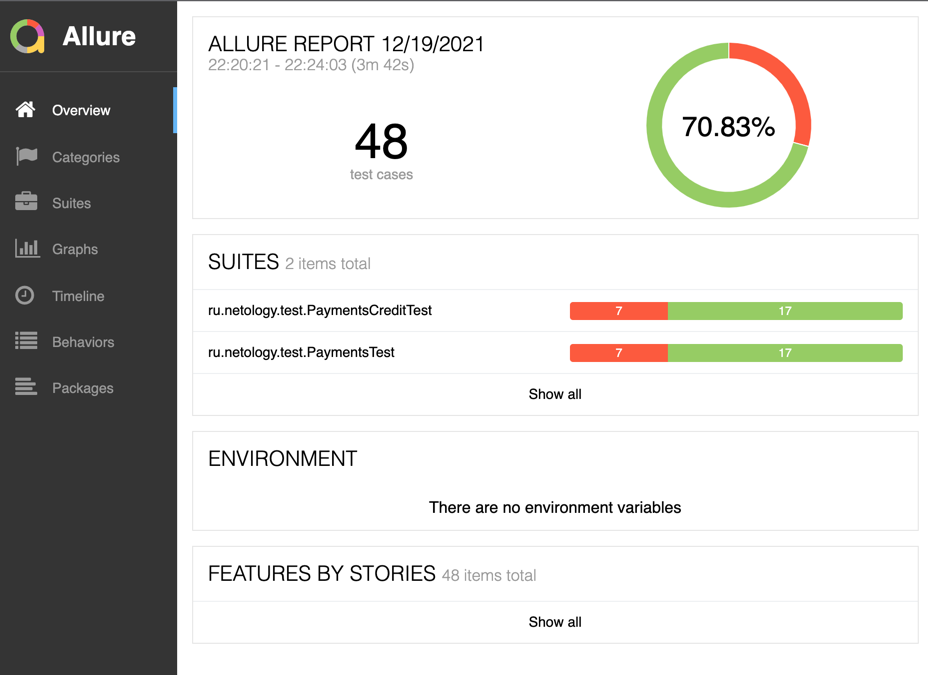 Allure
Overview
Categories
Suites
Graphs
Timeline
Behaviors
Packages
ALLURE REPORT 12/19/2021
22:20:21 - 22:24:03 (3m 42s)
48
test cases
70.83%
SUITES 2 items total
ru.netology.test.PaymentsCreditTest 7 17
ru.netology.test.PaymentsTest 7 17
Show all
ENVIRONMENT
There are no environment variables
FEATURES BY STORIES 48 items total
Show all